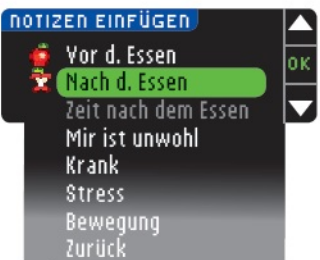 NOTIZEN EINFÜGEN
Vor d. Essen
OK
Nach d. Essen
Zeit nach dem Essen
Mir ist unwohl
Krank
Stress
Bewegung
Zurück